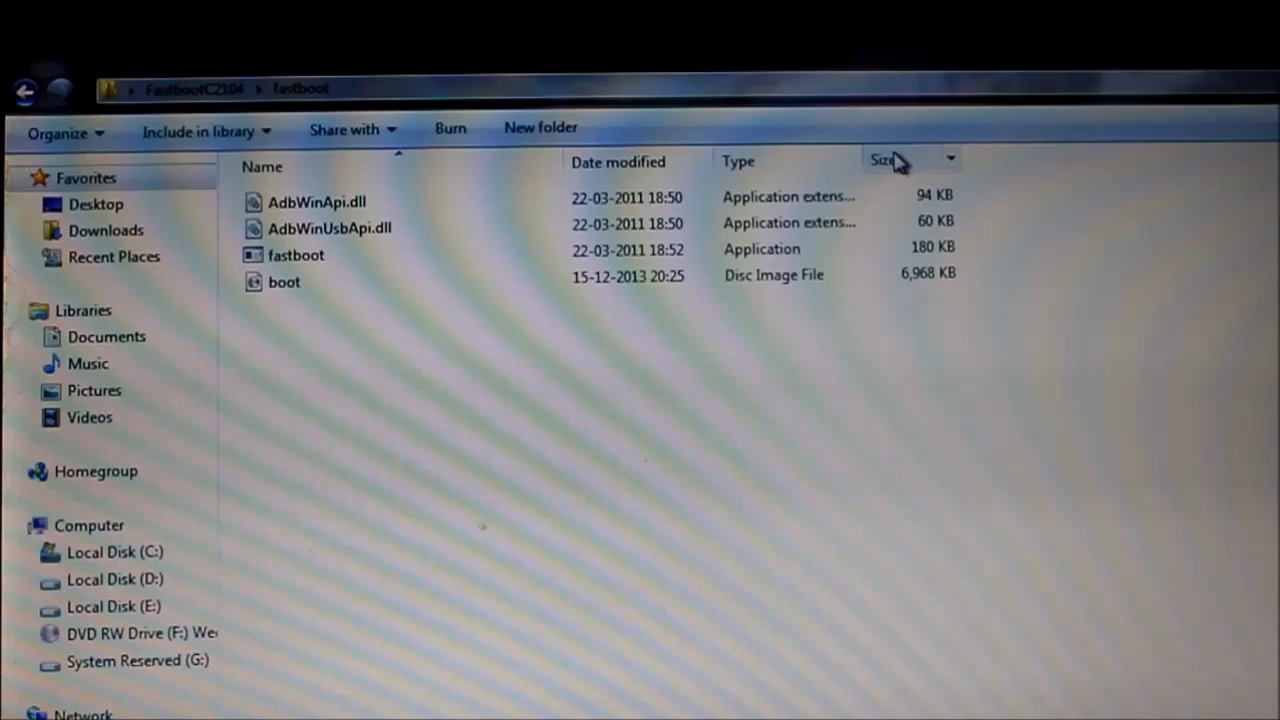 FastbootC2104 fastboot
Organize Include in library Share with Burn New folder
Name Date modified Type Size
Favorites
Desktop
Downloads
Recent Places
Libraries
Documents
Music
Pictures
Videos
Homegroup
Computer
Local Disk (C:)
Local Disk (D:)
Local Disk (E:)
DVD RW Drive (F:) We
System Reserved (G:)
Network
AdbWinApi.dll 22-03-2011 18:50 Application extens... 94 KB
AdbWinUsbApi.dll 22-03-2011 18:50 Application extens... 60 KB
fastboot 22-03-2011 18:52 Application 180 KB
boot 15-12-2013 20:25 Disc Image File 6,968 KB